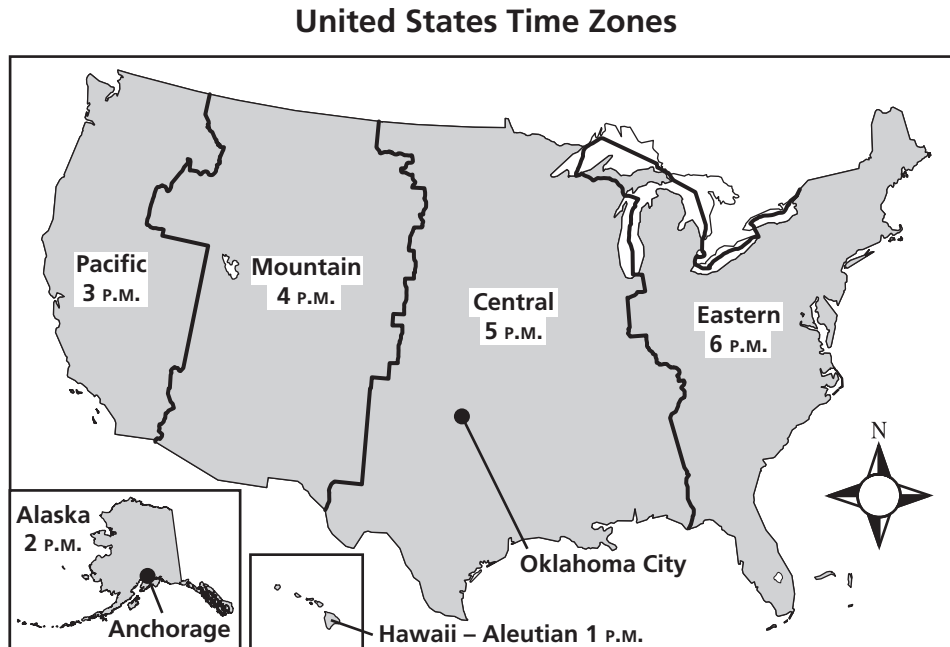 United States Time Zones
Pacific
3 P.M.
Mountain
4 P.M.
Central
5 P.M.
Eastern
6 P.M.
N
Alaska
2 P.M.
Anchorage
Oklahoma City
Hawaii – Aleutian 1 P.M.